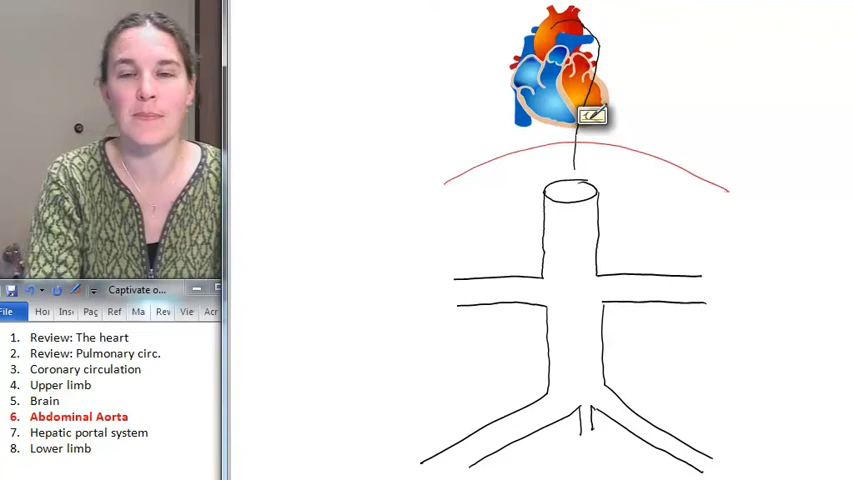 Captivate o...
File Hor Inse Pag Ref Ma Rev Vie Acr
1. Review: The heart
2. Review: Pulmonary circ.
3. Coronary circulation
4. Upper limb
5. Brain
6. Abdominal Aorta
7. Hepatic portal system
8. Lower limb